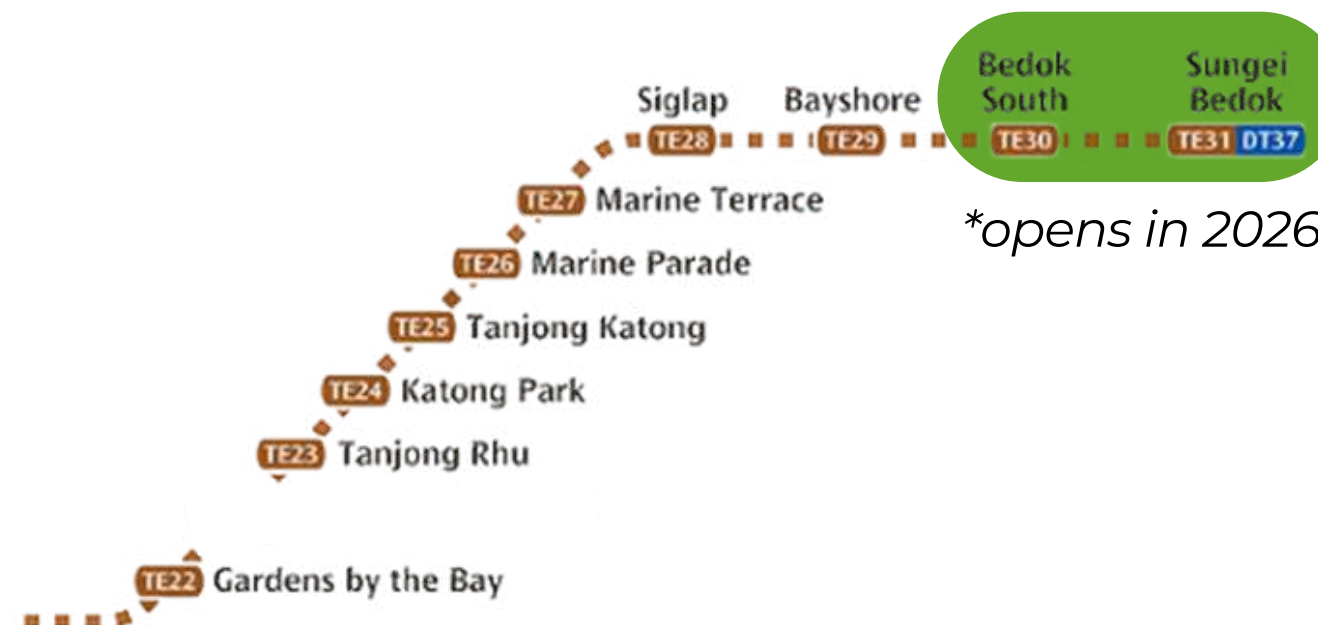 Bedok
South
Sungei
Bedok
Siglap
Bayshore
TE28
TE29
TE30
TE31 DT37
TE27 Marine Terrace
*opens in 2026
TE26 Marine Parade
TE25 Tanjong Katong
TE24 Katong Park
TE23 Tanjong Rhu
TE22 Gardens by the Bay